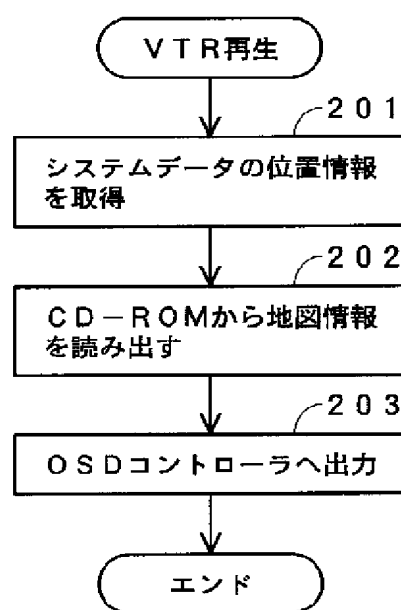 ＶＴＲ再生
２０１
システムデータの位置情報
を取得
２０２
ＣＤ－ＲＯＭから地図情報
を読み出す
２０３
ＯＳＤコントローラへ出力
エンド